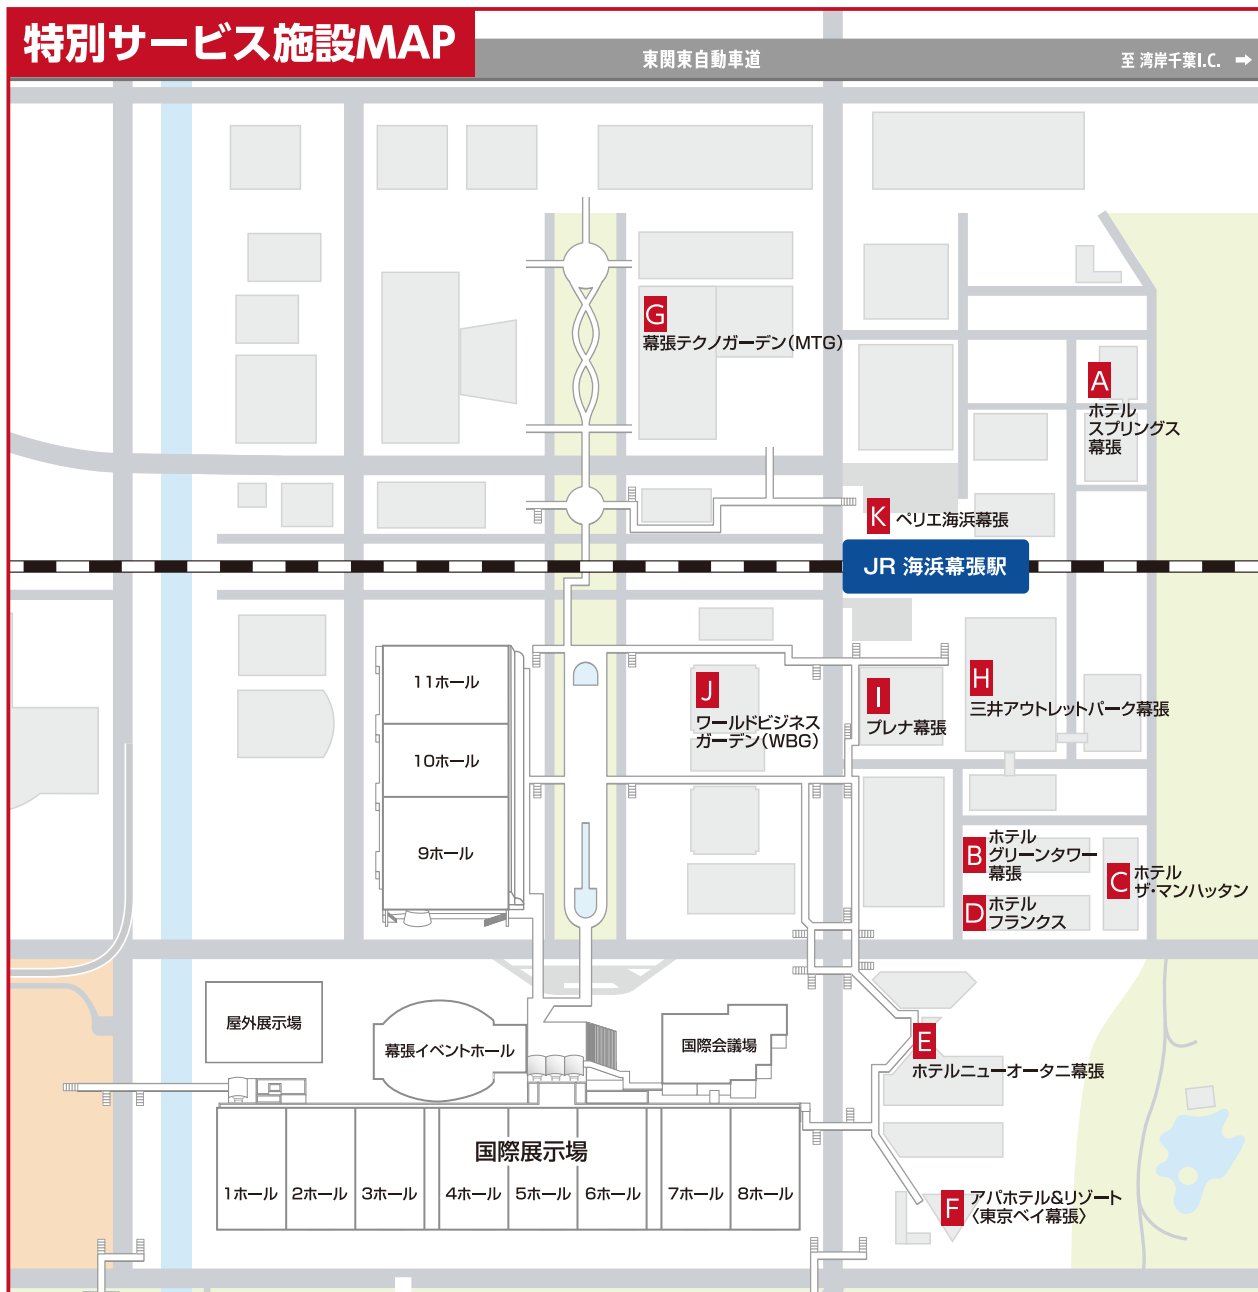 特別サービス施設MAP
東関東自動車道
至 湾岸千葉I.C. ➡
G
幕張テクノガーデン(MTG)
A
ホテル
スプリングス
幕張
K
ペリエ海浜幕張
JR 海浜幕張駅
11ホール
10ホール
9ホール
J
ワールドビジネス
ガーデン(WBG)
I
プレナ幕張
H
三井アウトレットパーク幕張
B
ホテル
グリーンタワー
幕張
C
ホテル
ザ・マンハッタン
D
ホテル
フランクス
屋外展示場
幕張イベントホール
国際会議場
E
ホテルニューオータニ幕張
国際展示場
1ホール
2ホール
3ホール
4ホール
5ホール
6ホール
7ホール
8ホール
F
アパホテル&リゾート
〈東京ベイ幕張〉